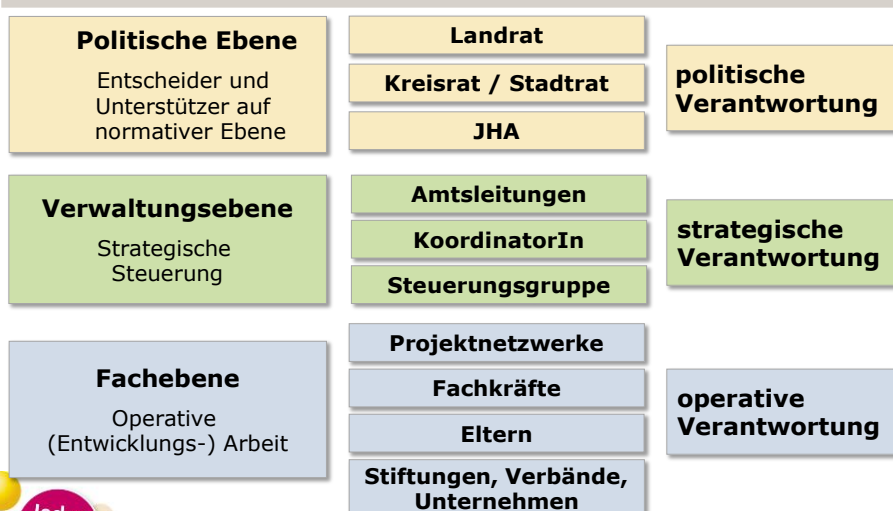 Politische Ebene
Entscheider und
Unterstützer auf
normativer Ebene
Landrat
Kreisrat / Stadtrat
JHA
politische
Verantwortung
Verwaltungsebene
Strategische
Steuerung
Amtsleitungen
KoordinatorIn
Steuerungsgruppe
strategische
Verantwortung
Fachebene
Operative
(Entwicklungs-) Arbeit
Projektnetzwerke
Fachkräfte
Eltern
Stiftungen, Verbände,
Unternehmen
operative
Verantwortung